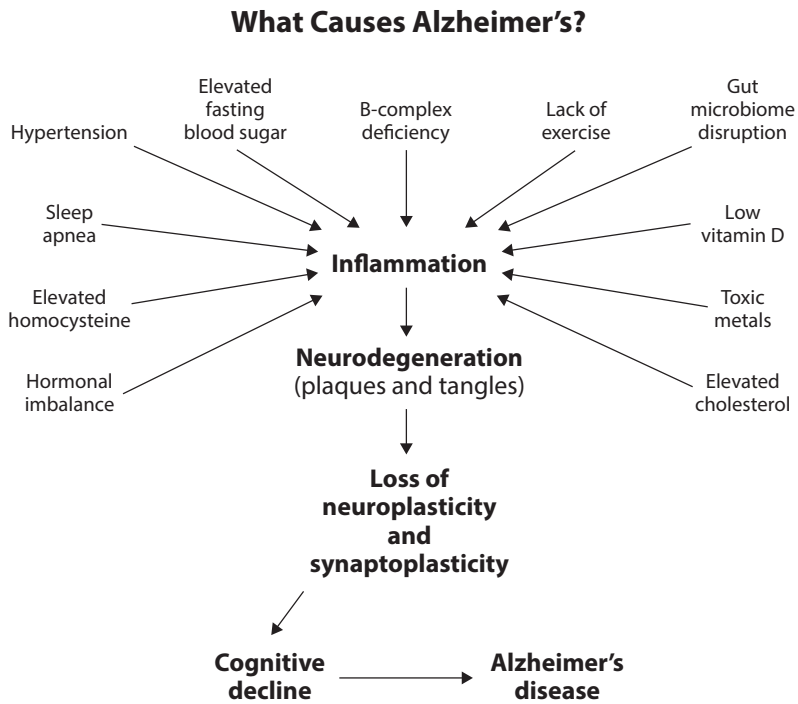 What Causes Alzheimer's?
Hypertension
Elevated
fasting
blood sugar
B-complex
deficiency
Lack of
exercise
Gut
microbiome
disruption
Sleep
apnea
Low
vitamin D
Inflammation
Elevated
homocysteine
Toxic
metals
Neurodegeneration
(plaques and tangles)
Hormonal
imbalance
Elevated
cholesterol
Loss of
neuroplasticity
and
synaptoplasticity
Cognitive
decline
Alzheimer's
disease